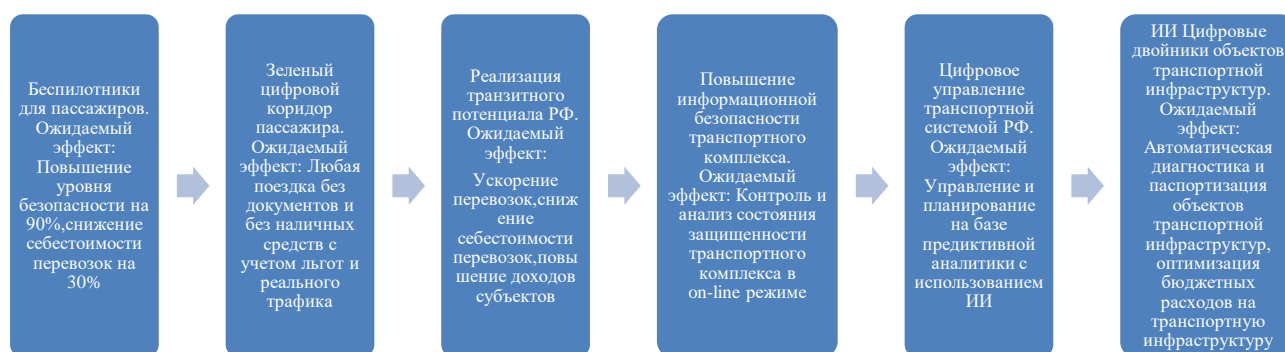 Беспилотники
для пассажиров.
Ожидаемый
эффект:
Повышение
уровня
безопасности на
90%,снижение
себестоимости
перевозок на
30%
Зеленый
цифровой
коридор
пассажира.
Ожидаемый
эффект: Любая
поездка без
документов и
без наличных
средств с
учетом льгот и
реального
трафика
Реализация
транзитного
потенциала РФ.
Ожидаемый
эффект:
Ускорение
перевозок,сниж
ение
себестоимости
перевозок,повы
шение доходов
субъектов
Повышение
информационной
безопасности
транспортного
комплекса.
Ожидаемый
эффект: Контроль и
анализ состояния
защищенности
транспортного
комплекса в
on-line режиме
Цифровое
управление
транспортной
системой РФ.
Ожидаемый
эффект:
Управление и
планирование
на базе
предиктивной
аналитики с
использованием
ИИ
ИИ Цифровые
двойники объектов
транспортной
инфраструктур.
Ожидаемый
эффект:
Автоматическая
диагностика и
паспортизация
объектов
транспортной
инфраструктур,
оптимизация
бюджетных
расходов на
транспортную
инфраструктуру